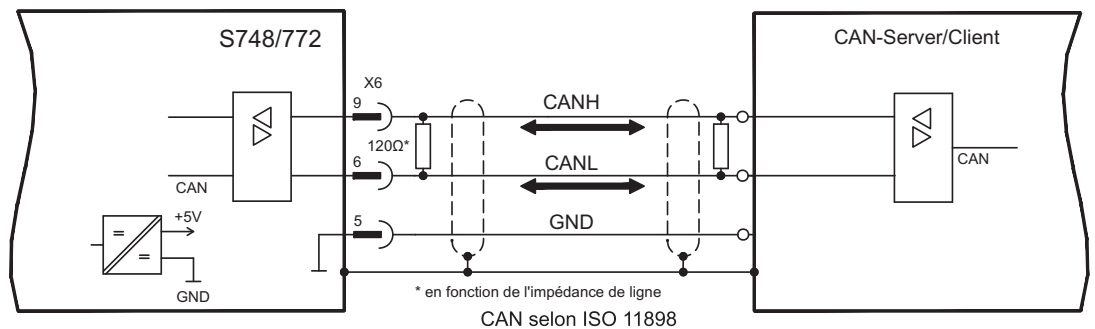 S748/772
CAN-Server/Client
X6
9
CANH
120Ω*
6
CANL
CAN
CAN
5
GND
+5V
GND
* en fonction de l'impédance de ligne
CAN selon ISO 11898